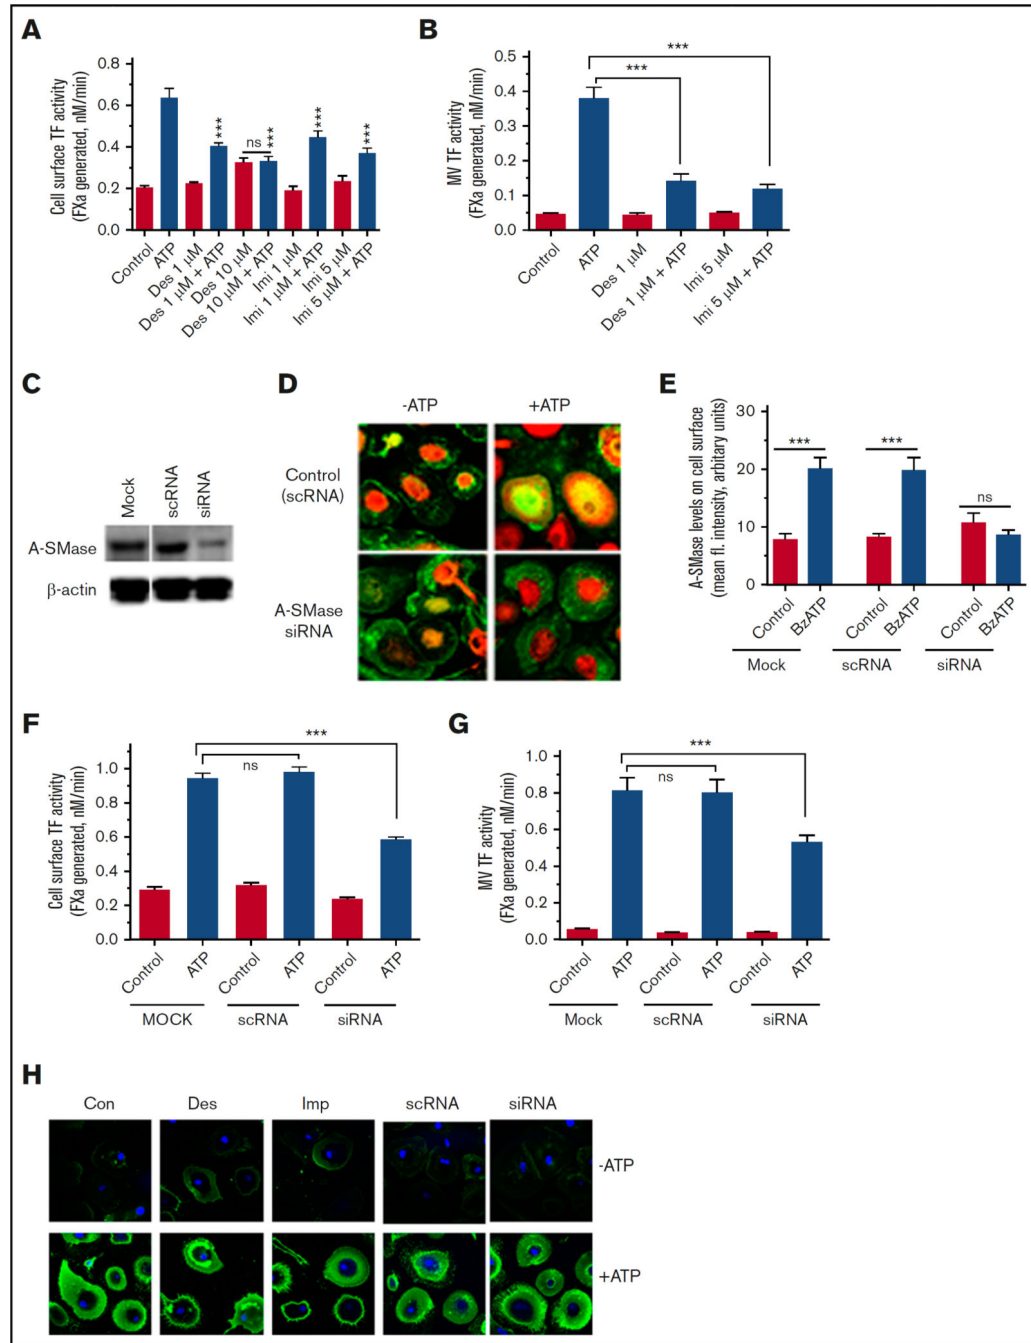 A
Cell surface TF activity
(FXa generated, nM/min)
0.8
0.6
0.4
0.2
0.0
***
ns
***
***
***
Control
ATP
Des 1 µM
Des 1 µM + ATP
Des 10 µM
Des 10 µM + ATP
Imi 1 µM
Imi 1 µM + ATP
Imi 5 µM
Imi 5 µM + ATP
B
MV TF activity
(FXa generated, nM/min)
0.5
0.4
0.3
0.2
0.1
0.0
***
***
Control
ATP
Des 1 µM
Des 1 µM + ATP
Imi 5 µM
Imi 5 µM + ATP
C
Mock
scRNA
siRNA
A-SMase
β-actin
D
-ATP
+ATP
Control
(scRNA)
A-SMase
siRNA
E
A-SMase levels on cell surface
(mean fl. intensity, arbitary units)
30
20
10
0
***
***
ns
Control
BzATP
Control
BzATP
Control
BzATP
Mock
scRNA
siRNA
F
Cell surface TF activity
(FXa generated, nM/min)
1.0
0.8
0.6
0.4
0.2
0.0
***
ns
Control
ATP
Control
ATP
Control
ATP
MOCK
scRNA
siRNA
G
MV TF activity
(FXa generated, nM/min)
1.0
0.8
0.6
0.4
0.2
0.0
***
ns
Control
ATP
Control
ATP
Control
ATP
Mock
scRNA
siRNA
H
Con
Des
Imp
scRNA
siRNA
-ATP
+ATP